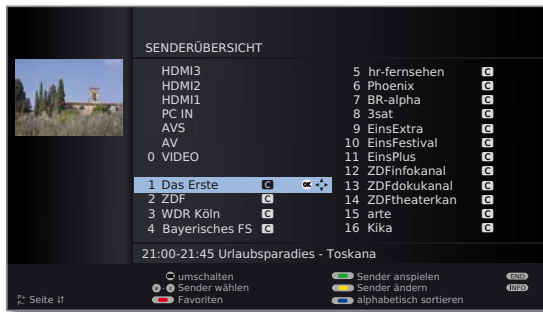 SENDERÜBERSICHT
HDMI3
HDMI2
HDMI1
PC IN
AVS
AV
0 VIDEO
1 Das Erste C OK
2 ZDF C
3 WDR Köln C
4 Bayerisches FS C
5 hr-fernsehen C
6 Phoenix C
7 BR-alpha C
8 3sat C
9 EinsExtra C
10 EinsFestival C
11 EinsPlus C
12 ZDFinfokanal C
13 ZDFdokukanal C
14 ZDFtheaterkan C
15 arte C
16 Kika C
21:00-21:45 Urlaubsparadies - Toskana
OK umschalten
Sender wählen
P+ P- Seite
Favoriten
Sender anspielen
Sender ändern
alphabetisch sortieren
END
INFO